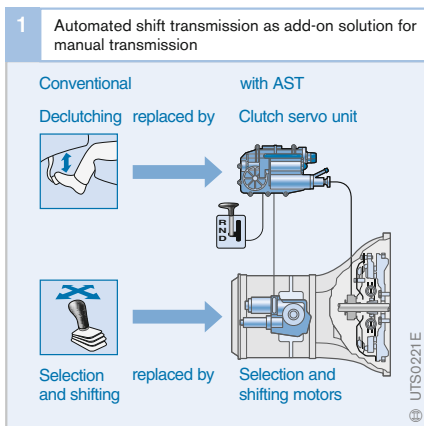 1
Automated shift transmission as add-on solution for
manual transmission
Conventional with AST
Declutching replaced by Clutch servo unit
R
N
D
Selection replaced by Selection and
and shifting shifting motors
UTS0221E